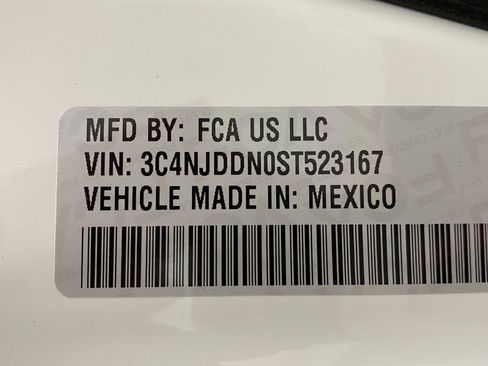 MFD BY: FCA US LLC
VIN: 3C4NJDDN0ST523167
VEHICLE MADE IN: MEXICO